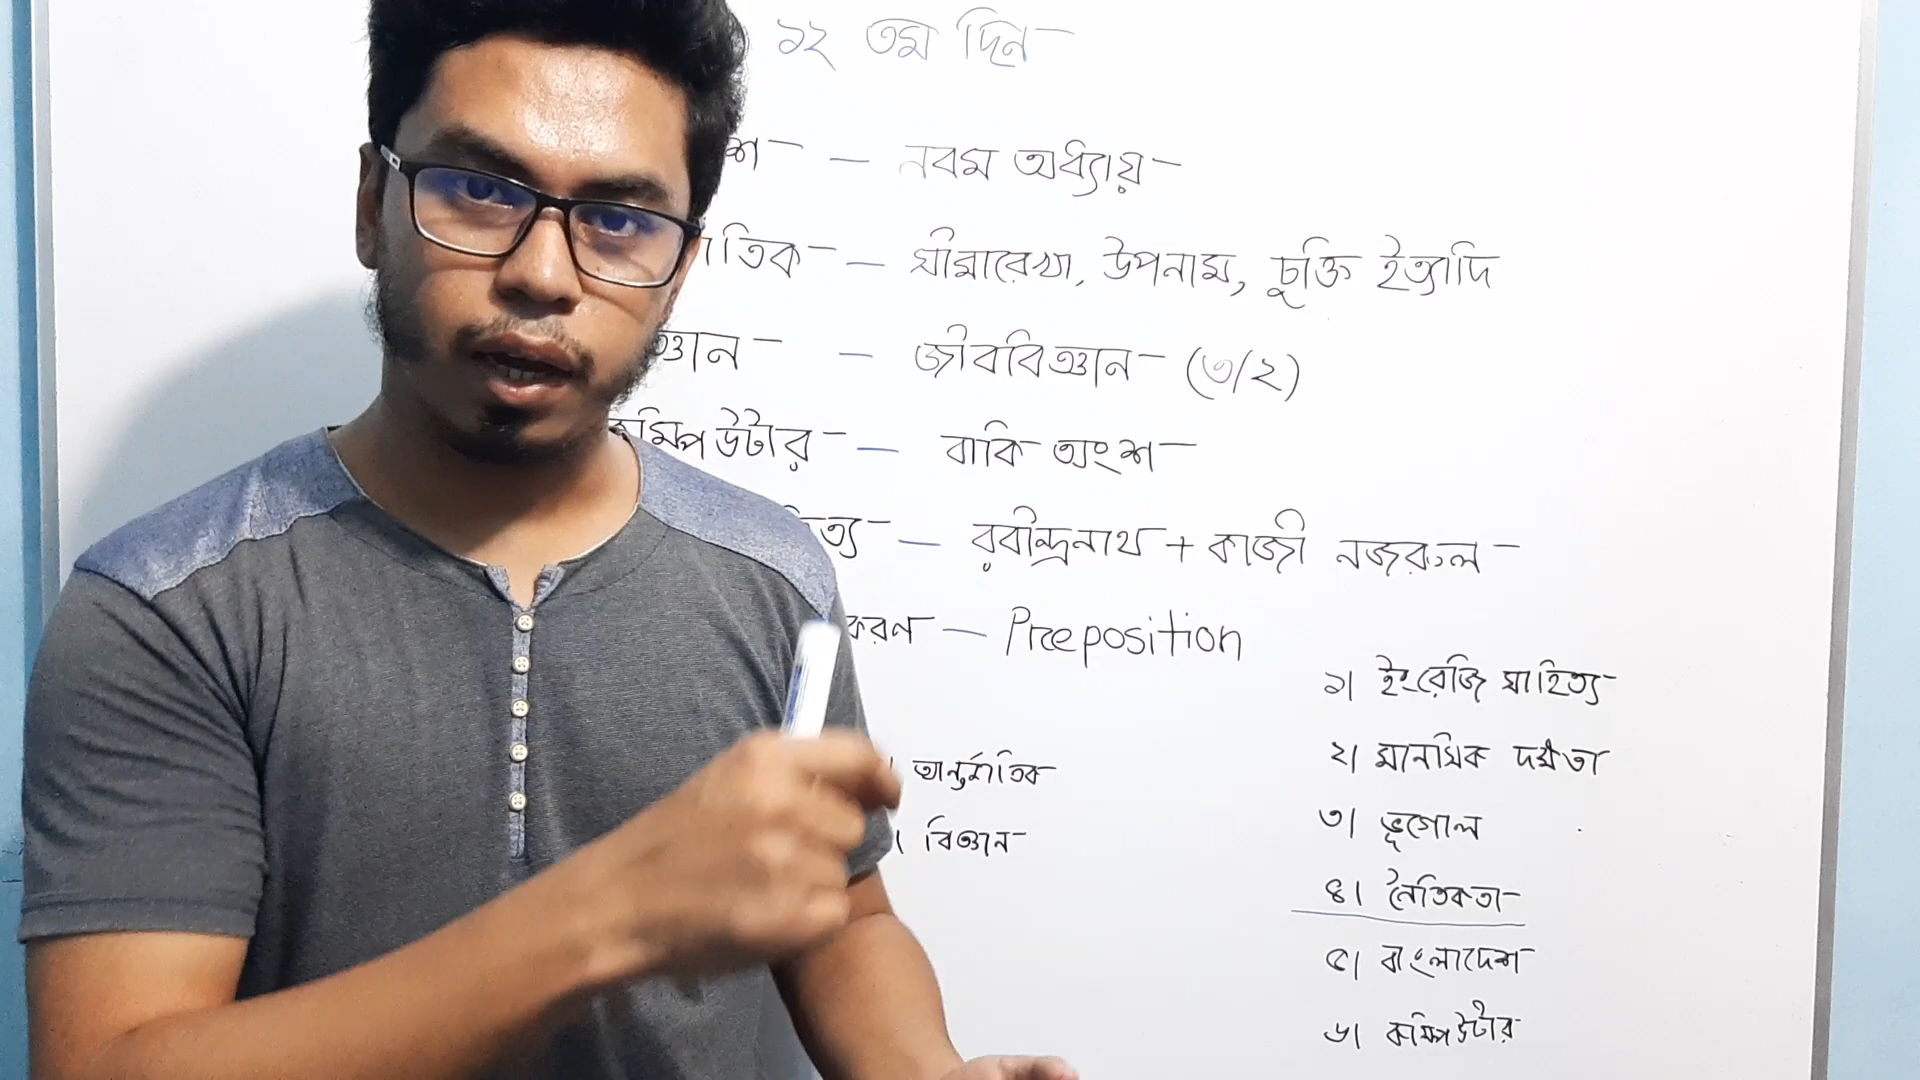 ১২ তম দিন
শ — নবম অধ্যায়
াতিক — সীমারেখা, উপনাম, চুক্তি ইত্যাদি
জ্ঞান — জীববিজ্ঞান (৩/২)
কম্পিউটার — বাকি অংশ
ত্য — রবীন্দ্রনাথ + কাজী নজরুল
করণ — Preposition
আন্তর্জাতিক
বিজ্ঞান
১। ইংরেজি সাহিত্য
২। মানসিক দক্ষতা
৩। ভূগোল
৪। নৈতিকতা
৫। বাংলাদেশ
৬। কম্পিউটার